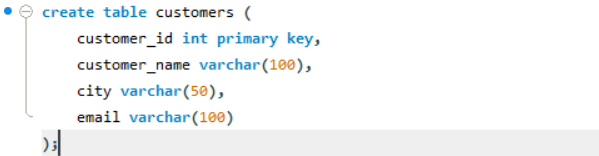 create table customers (
    customer_id int primary key,
    customer_name varchar(100),
    city varchar(50),
    email varchar(100)
);